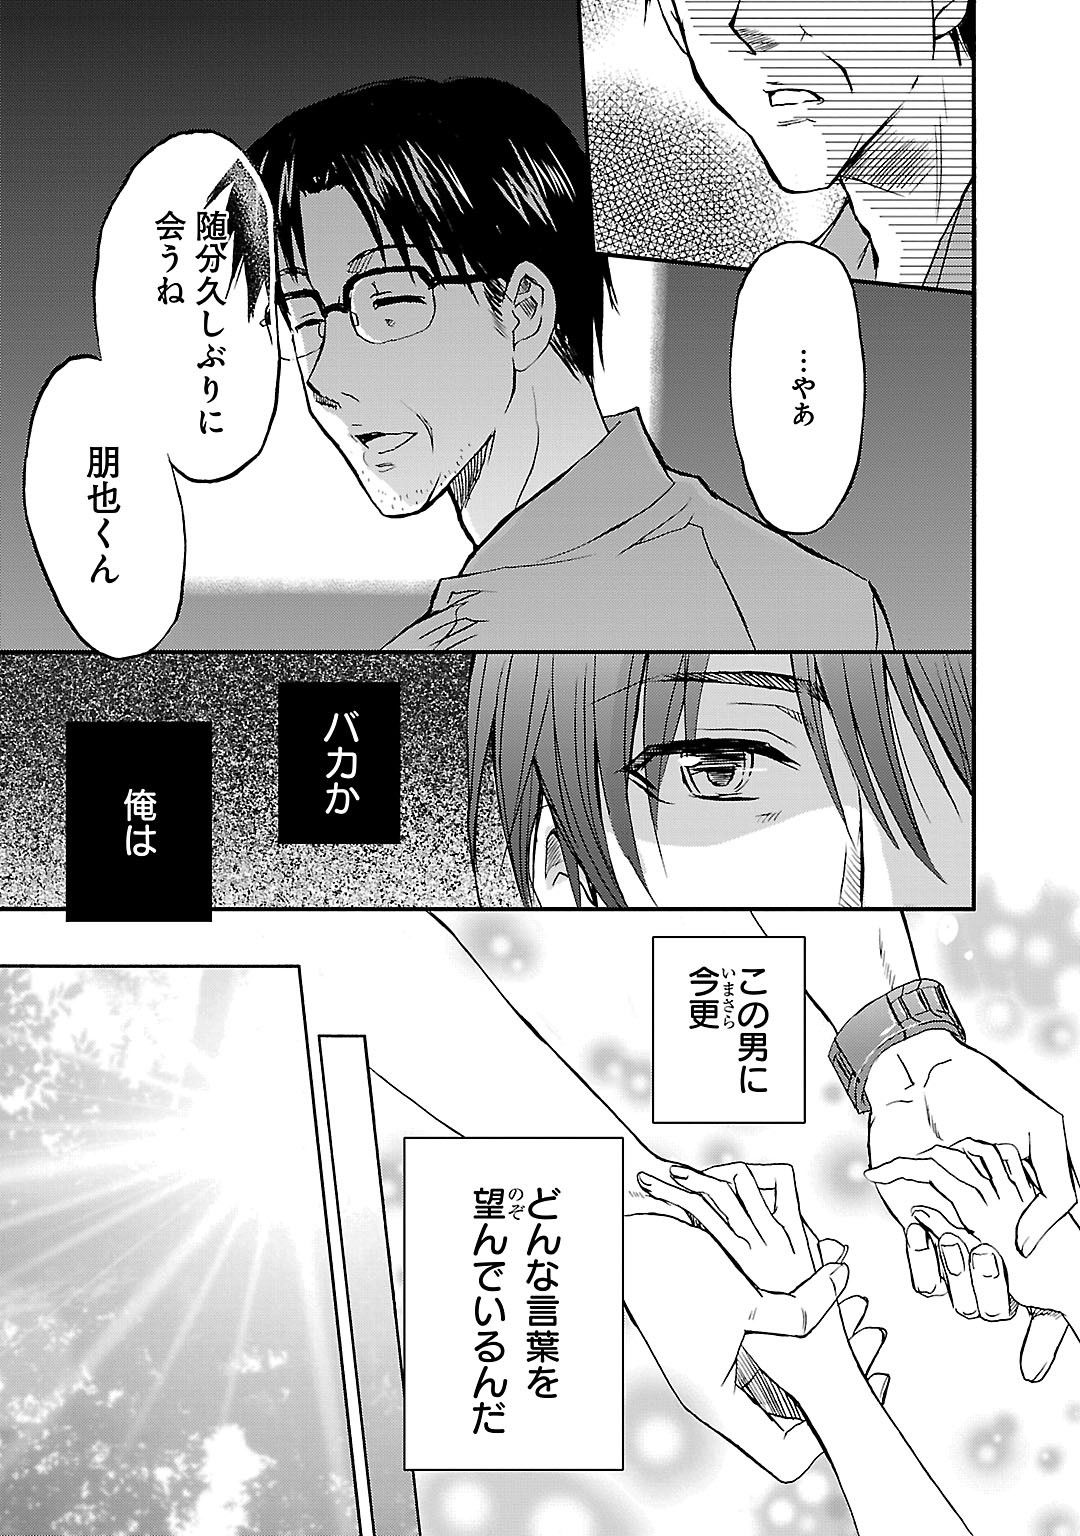 …やあ
随分久しぶりに
会うね
朋也くん
バカか
俺は
この男に
今更
いまさら
どんな言葉を
望んでいるんだ
のぞ